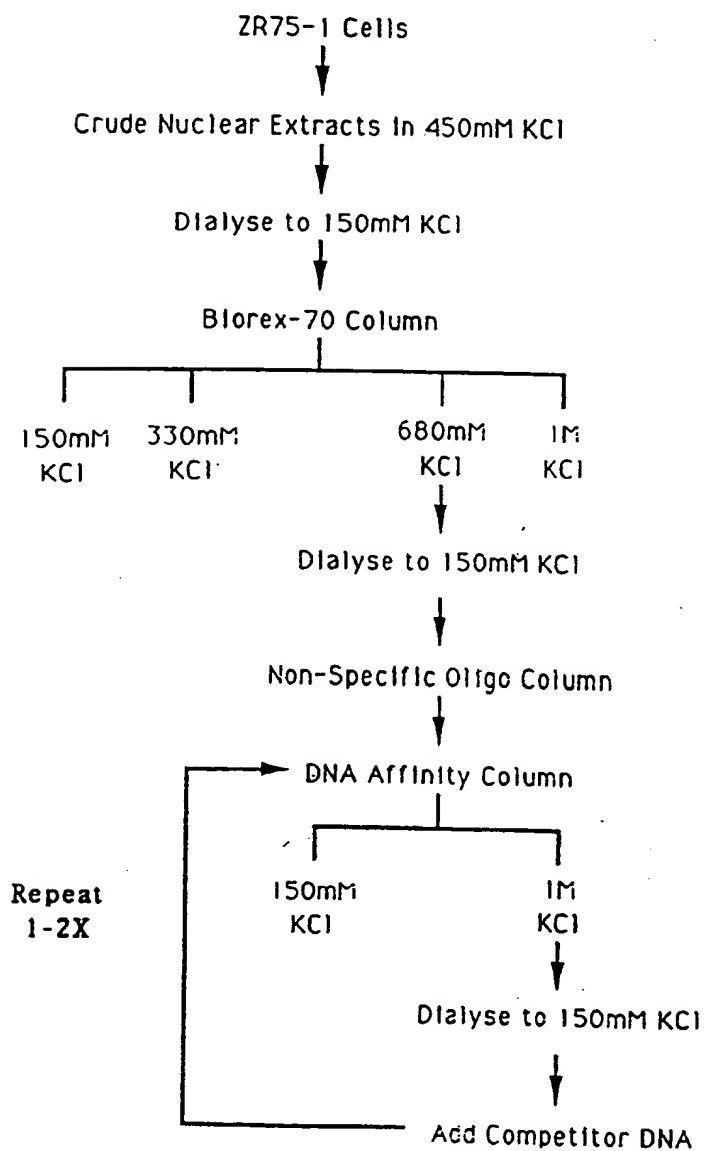 ZR75-1 Cells
Crude Nuclear Extracts in 450mM KCl
Dialyse to 150mM KCl
Biorex-70 Column
150mM KCl
330mM KCl
680mM KCl
1M KCl
Dialyse to 150mM KCl
Non-Specific Oligo Column
DNA Affinity Column
Repeat
1-2X
150mM KCl
1M KCl
Dialyse to 150mM KCl
Add Competitor DNA